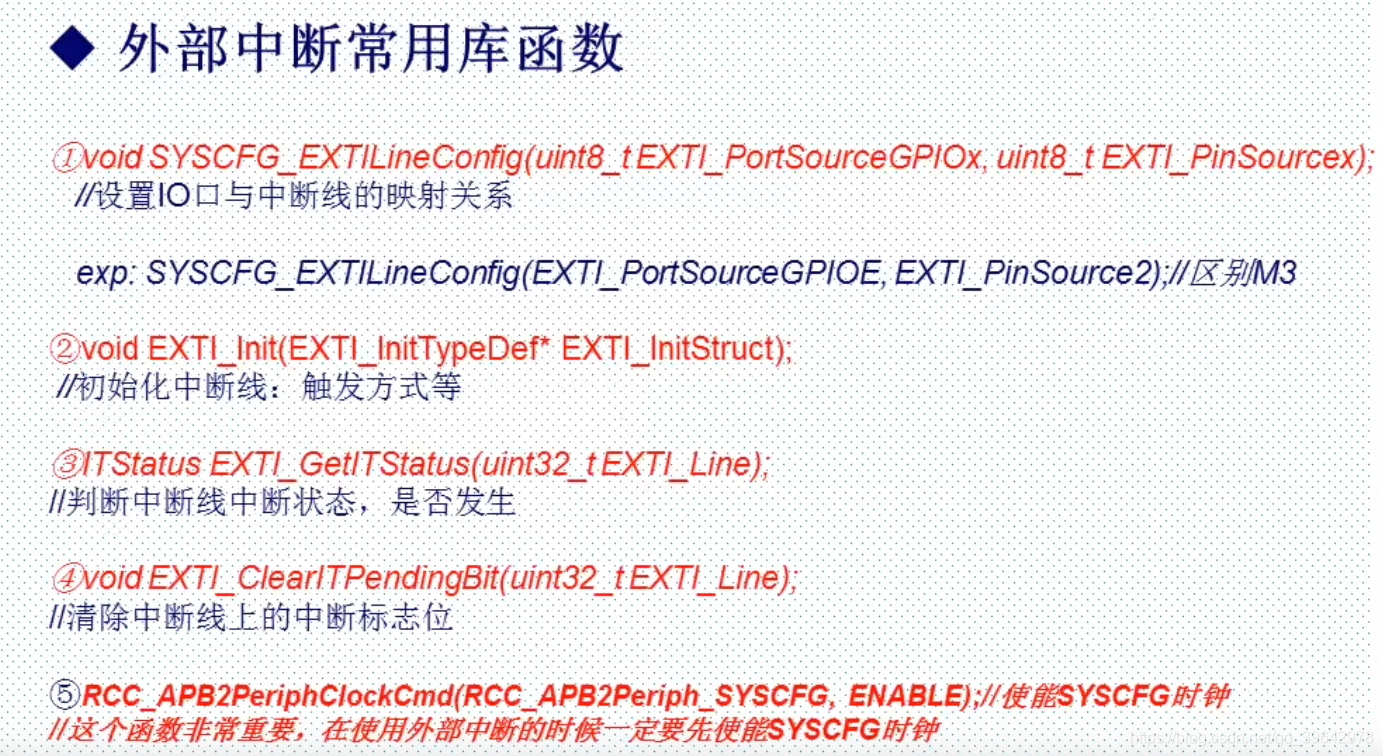 ◆ 外部中断常用库函数
①void SYSCFG_EXTILineConfig(uint8_t EXTI_PortSourceGPIOx, uint8_t EXTI_PinSourcex);
//设置IO口与中断线的映射关系
exp: SYSCFG_EXTILineConfig(EXTI_PortSourceGPIOE, EXTI_PinSource2);//区别M3
②void EXTI_Init(EXTI_InitTypeDef* EXTI_InitStruct);
//初始化中断线：触发方式等
③ITStatus EXTI_GetITStatus(uint32_t EXTI_Line);
//判断中断线中断状态，是否发生
④void EXTI_ClearITPendingBit(uint32_t EXTI_Line);
//清除中断线上的中断标志位
⑤RCC_APB2PeriphClockCmd(RCC_APB2Periph_SYSCFG, ENABLE);//使能SYSCFG时钟
//这个函数非常重要，在使用外部中断的时候一定要先使能SYSCFG时钟